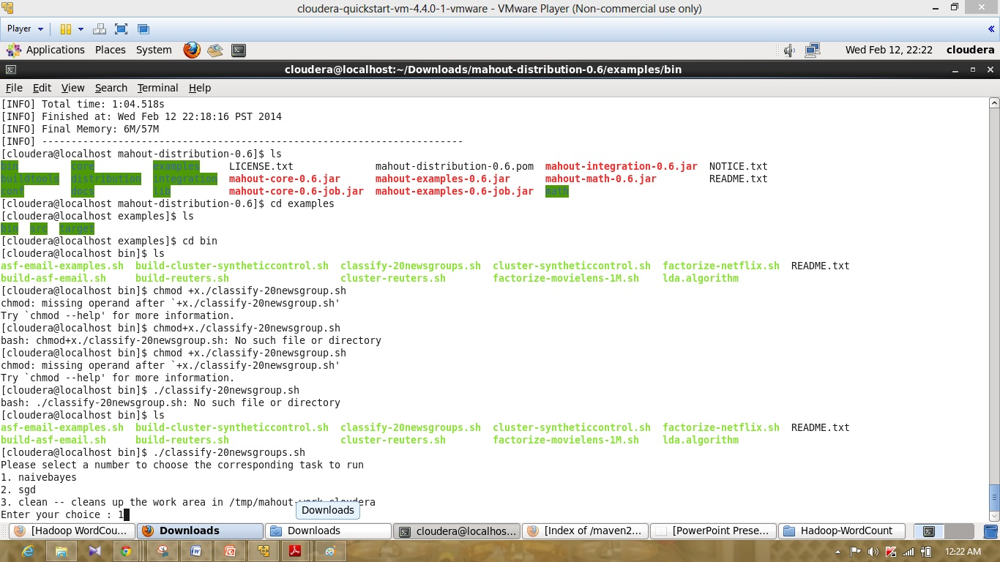 cloudera-quickstart-vm-4.4.0-1-vmware - VMware Player (Non-commercial use only)
Player
Applications Places System Wed Feb 12, 22:22 cloudera
cloudera@localhost:~/Downloads/mahout-distribution-0.6/examples/bin
File Edit View Search Terminal Help
[INFO] Total time: 1:04.518s
[INFO] Finished at: Wed Feb 12 22:18:16 PST 2014
[INFO] Final Memory: 6M/57M
[INFO] ------------------------------------------------------------------------
[cloudera@localhost mahout-distribution-0.6]$ ls
bin core examples LICENSE.txt mahout-distribution-0.6.pom mahout-integration-0.6.jar NOTICE.txt
buildtools distribution integration mahout-core-0.6.jar mahout-examples-0.6.jar mahout-math-0.6.jar README.txt
conf docs lib mahout-core-0.6-job.jar mahout-examples-0.6-job.jar math
[cloudera@localhost mahout-distribution-0.6]$ cd examples
[cloudera@localhost examples]$ ls
bin src target
[cloudera@localhost examples]$ cd bin
[cloudera@localhost bin]$ ls
asf-email-examples.sh build-cluster-syntheticcontrol.sh classify-20newsgroups.sh cluster-syntheticcontrol.sh factorize-netflix.sh README.txt
build-asf-email.sh build-reuters.sh cluster-reuters.sh factorize-movielens-1M.sh lda.algorithm
[cloudera@localhost bin]$ chmod +x./classify-20newsgroup.sh
chmod: missing operand after `+x./classify-20newsgroup.sh'
Try `chmod --help' for more information.
[cloudera@localhost bin]$ chmod+x./classify-20newsgroup.sh
bash: chmod+x./classify-20newsgroup.sh: No such file or directory
[cloudera@localhost bin]$ chmod +x./classify-20newsgroup.sh
chmod: missing operand after `+x./classify-20newsgroup.sh'
Try `chmod --help' for more information.
[cloudera@localhost bin]$ ./classify-20newsgroup.sh
bash: ./classify-20newsgroup.sh: No such file or directory
[cloudera@localhost bin]$ ls
asf-email-examples.sh build-cluster-syntheticcontrol.sh classify-20newsgroups.sh cluster-syntheticcontrol.sh factorize-netflix.sh README.txt
build-asf-email.sh build-reuters.sh cluster-reuters.sh factorize-movielens-1M.sh lda.algorithm
[cloudera@localhost bin]$ ./classify-20newsgroups.sh
Please select a number to choose the corresponding task to run
1. naivebayes
2. sgd
3. clean -- cleans up the work area in /tmp/mahout-work-cloudera
Enter your choice : 1
Downloads
[Hadoop WordCou... Downloads Downloads cloudera@localhos... [Index of /maven2... [PowerPoint Prese... Hadoop-WordCount
12:22 AM